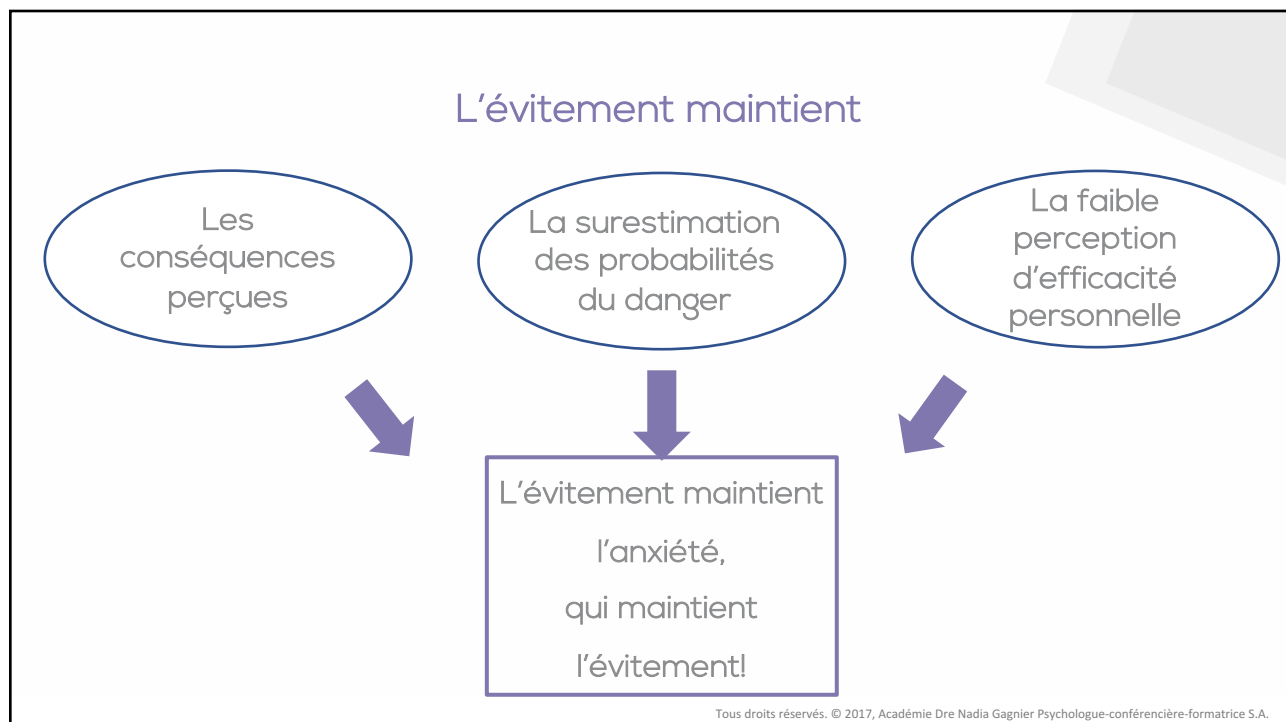 L'évitement maintient
Les
conséquences
perçues
La surestimation
des probabilités
du danger
La faible
perception
d'efficacité
personnelle
L'évitement maintient
l'anxiété,
qui maintient
l'évitement!
Tous droits réservés. © 2017, Académie Dre Nadia Gagnier Psychologue-conférencière-formatrice S.A.